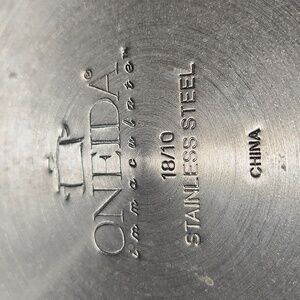 ONEIDA®
immaculate™
18/10
STAINLESS STEEL
CHINA